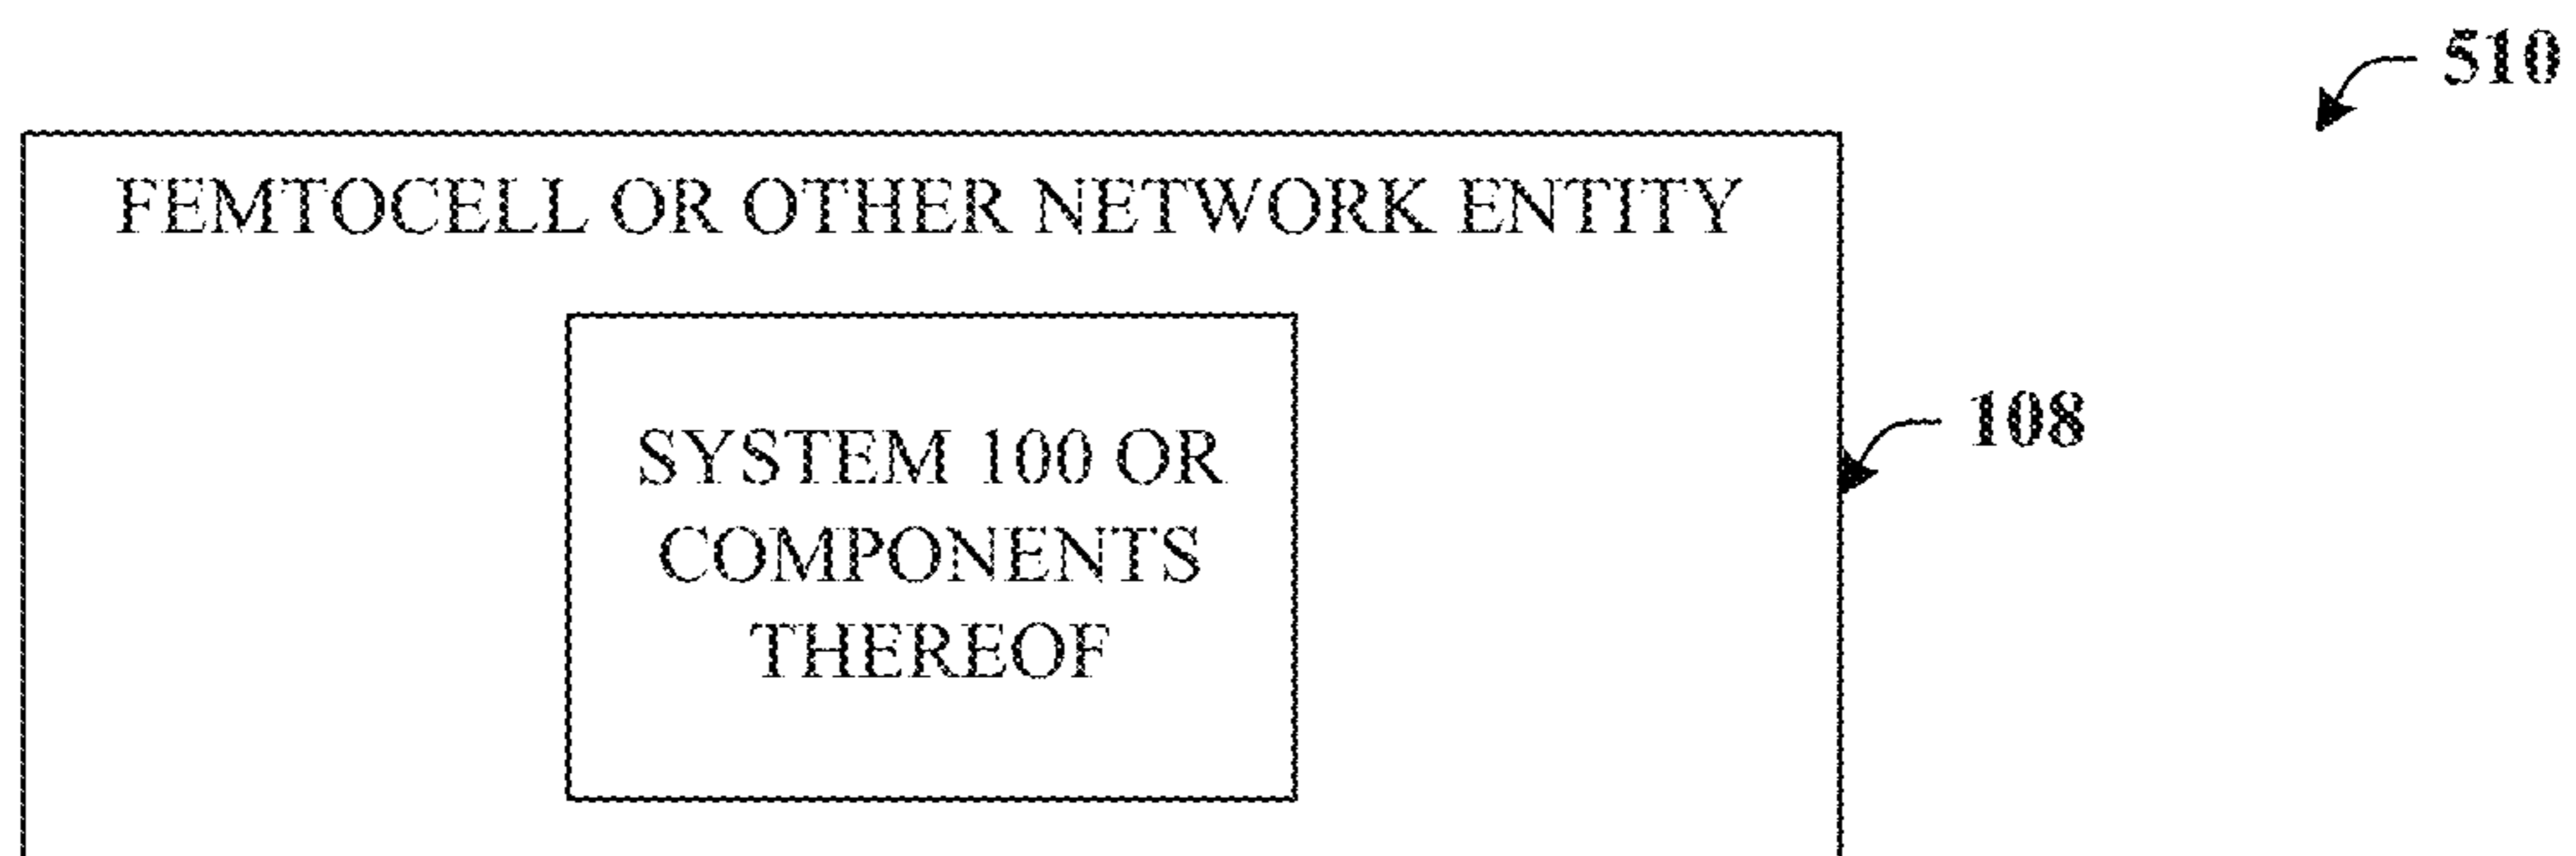 510
FEMTOCELL OR OTHER NETWORK ENTITY
108
SYSTEM 100 OR
COMPONENTS
THEREOF